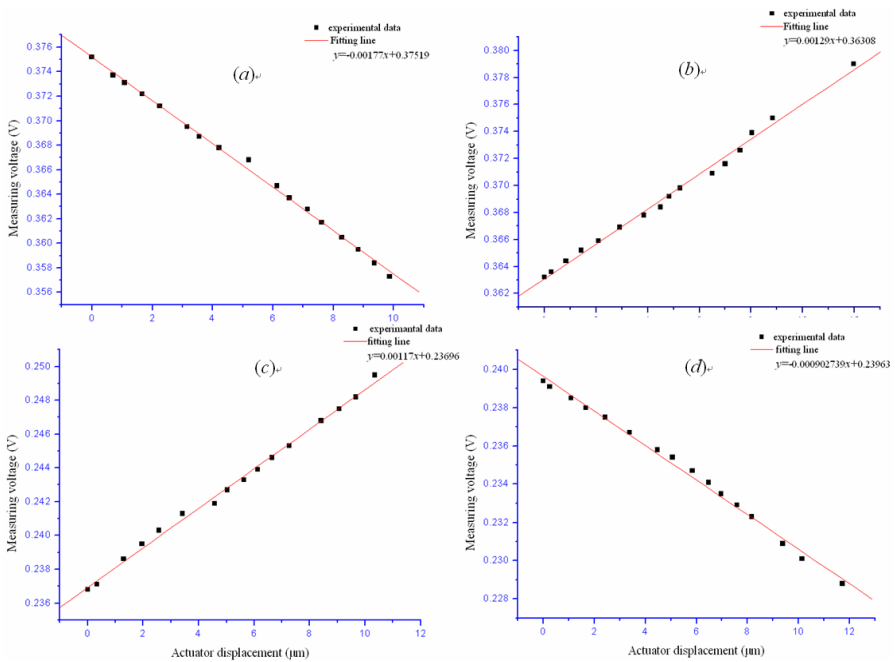 experimental data
Fitting line
y=-0.00177x+0.37519
(a)
Measuring voltage (V)
0.376
0.374
0.372
0.370
0.368
0.366
0.364
0.362
0.360
0.358
0.356
0 2 4 6 8 10
experimental data
Fitting line
y=0.00129x+0.36308
(b)
Measuring voltage (V)
0.380
0.378
0.376
0.374
0.372
0.370
0.368
0.366
0.364
0.362
experimantal data
fitting line
y=0.00117x+0.23696
(c)
Measuring voltage (V)
0.250
0.248
0.246
0.244
0.242
0.240
0.238
0.236
0 2 4 6 8 10 12
Actuator displacement (µm)
experimental data
fitting line
y=-0.000902739x+0.23963
(d)
Measuring voltage (V)
0.240
0.238
0.234
0.232
0.230
0.228
0 2 4 6 8 10 12
Actuator displacement (µm)